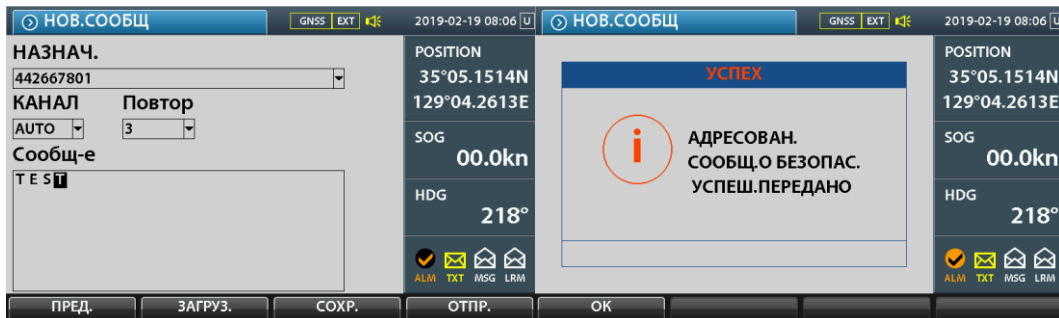 НОВ.СООБЩ
GNSS EXT
2019-02-19 08:06 U
НАЗНАЧ.
442667801
КАНАЛ Повтор
AUTO 3
Сообщ-е
TEST
POSITION
35°05.1514N
129°04.2613E
SOG
00.0kn
HDG
218°
ALM TXT MSG LRM
ПРЕД. ЗАГРУЗ. СОХР. ОТПР.
НОВ.СООБЩ
GNSS EXT
2019-02-19 08:06 U
УСПЕХ
i
АДРЕСОВАН.
СООБЩ.О БЕЗОПАС.
УСПЕШ.ПЕРЕДАНО
POSITION
35°05.1514N
129°04.2613E
SOG
00.0kn
HDG
218°
ALM TXT MSG LRM
ОК